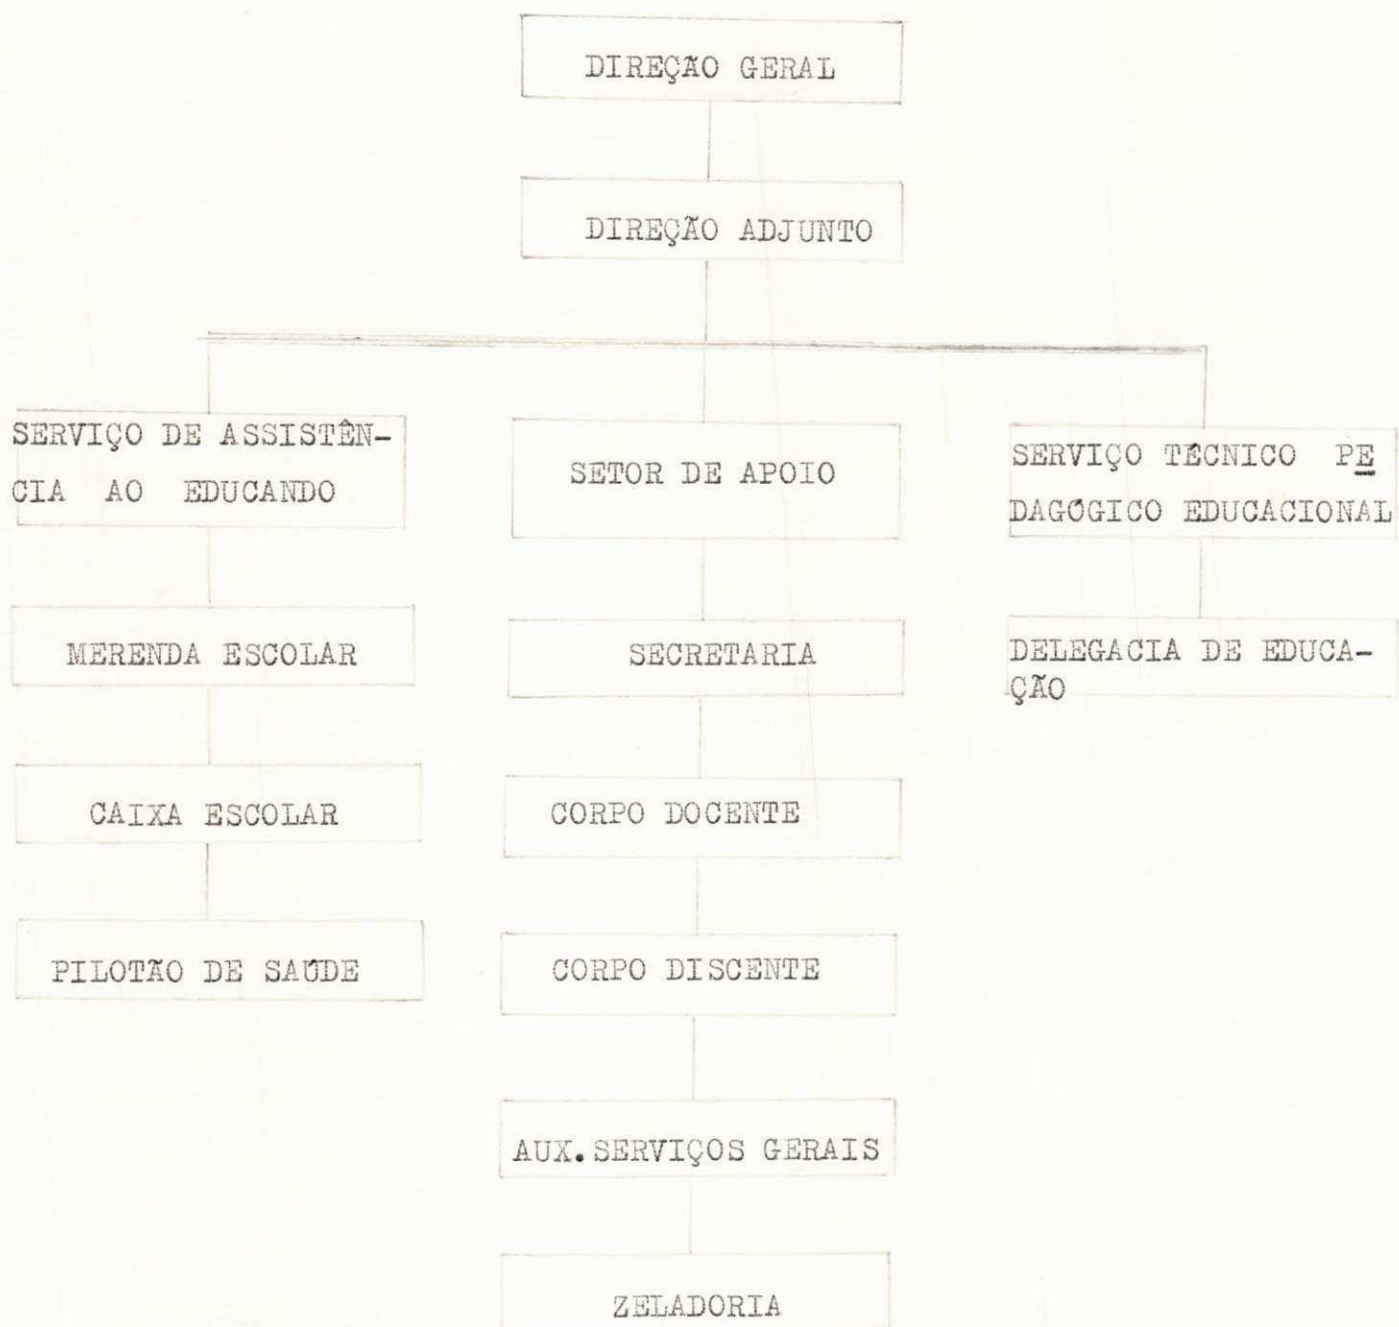 DIREÇÃO GERAL
DIREÇÃO ADJUNTO
SERVIÇO DE ASSISTÊN-
CIA AO EDUCANDO
MERENDA ESCOLAR
CAIXA ESCOLAR
PILOTÃO DE SAÚDE
SETOR DE APOIO
SECRETARIA
CORPO DOCENTE
CORPO DISCENTE
AUX. SERVIÇOS GERAIS
ZELADORIA
SERVIÇO TÉCNICO PE
DAGÓGICO EDUCACIONAL
DELEGACIA DE EDUCA-
ÇÃO